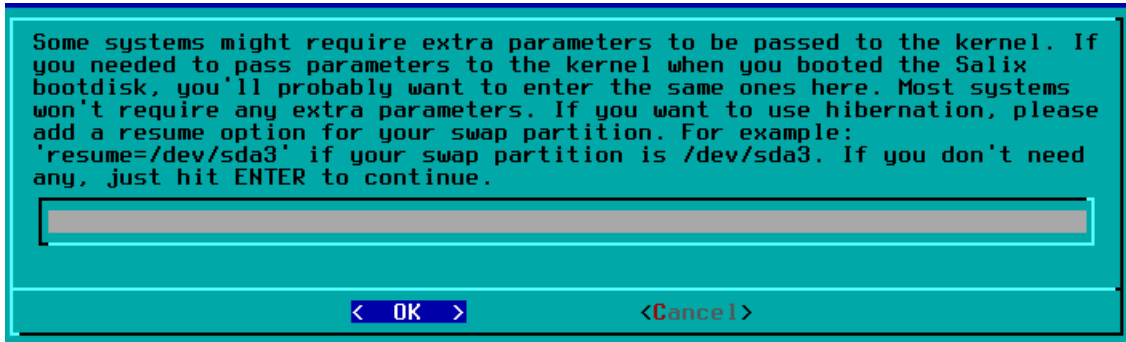 Some systems might require extra parameters to be passed to the kernel. If
you needed to pass parameters to the kernel when you booted the Salix
bootdisk, you'll probably want to enter the same ones here. Most systems
won't require any extra parameters. If you want to use hibernation, please
add a resume option for your swap partition. For example:
'resume=/dev/sda3' if your swap partition is /dev/sda3. If you don't need
any, just hit ENTER to continue.
<  OK  > <Cancel>